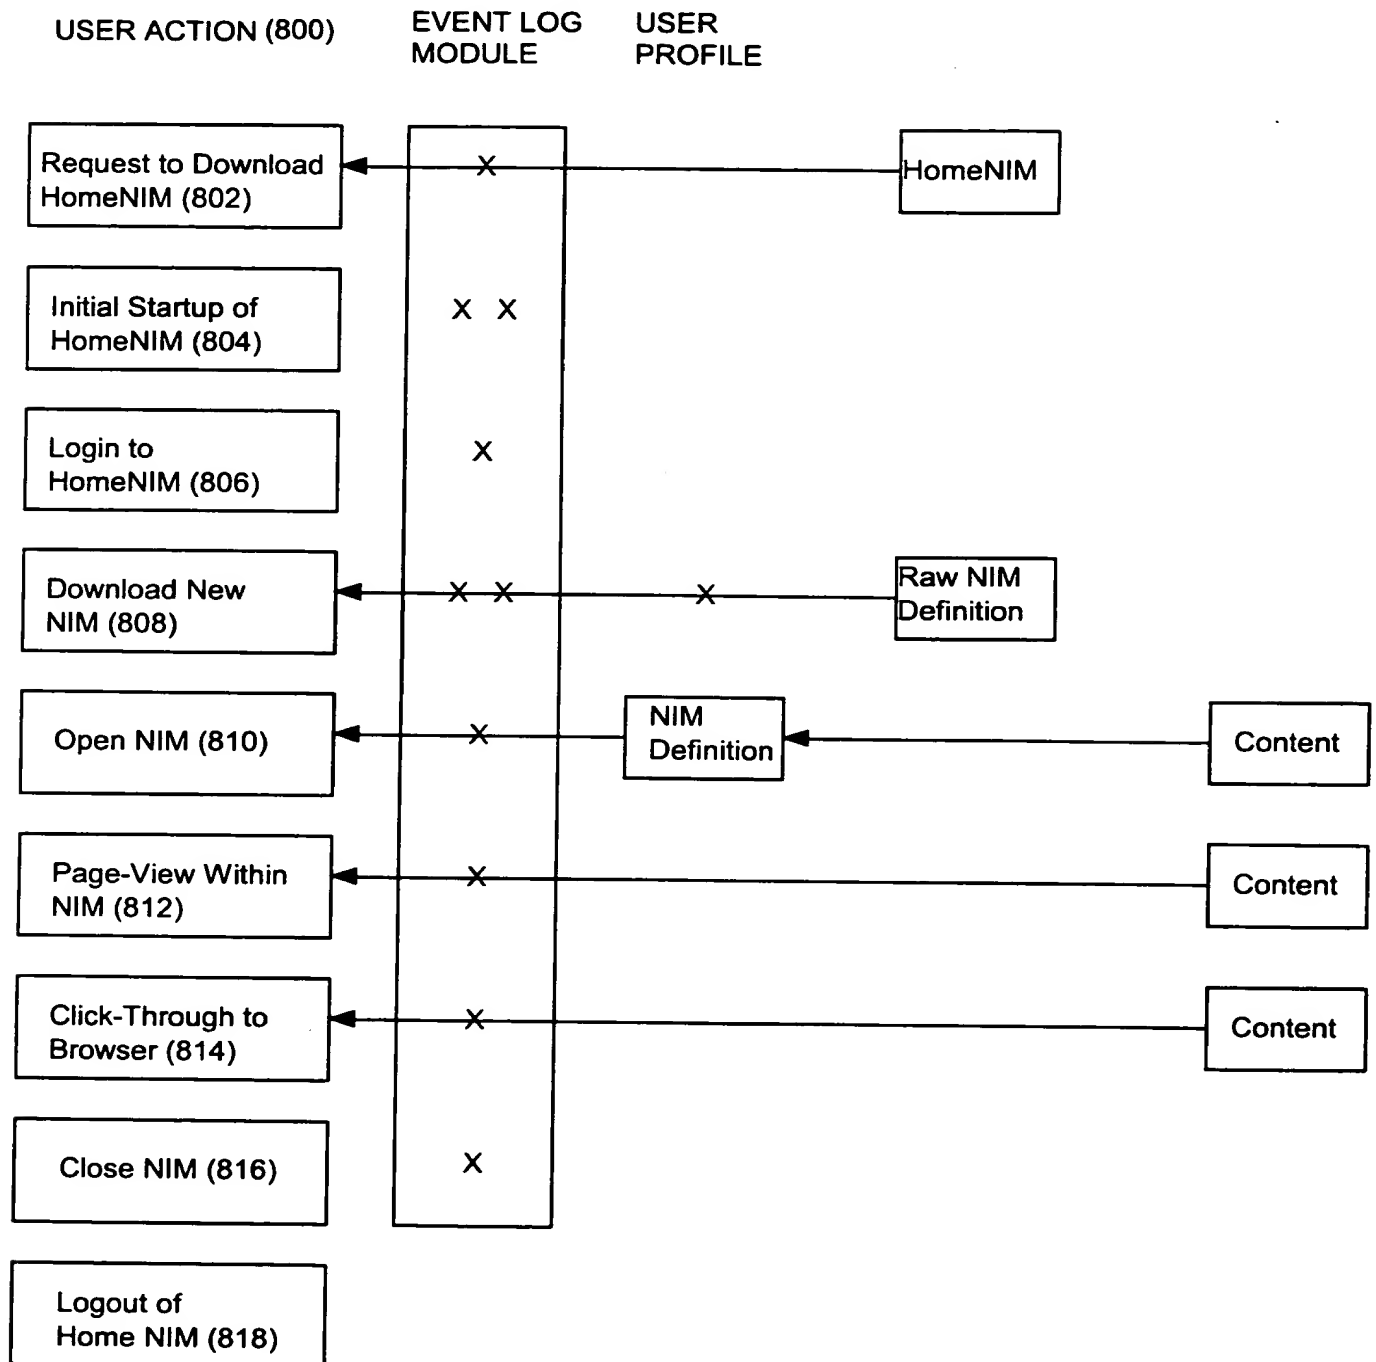 USER ACTION (800)
EVENT LOG
MODULE
USER
PROFILE
Request to Download
HomeNIM (802)
X
HomeNIM
Initial Startup of
HomeNIM (804)
X X
Login to
HomeNIM (806)
X
Download New
NIM (808)
X X
X
Raw NIM
Definition
Open NIM (810)
X
NIM
Definition
Content
Page-View Within
NIM (812)
X
Content
Click-Through to
Browser (814)
X
Content
Close NIM (816)
X
Logout of
Home NIM (818)